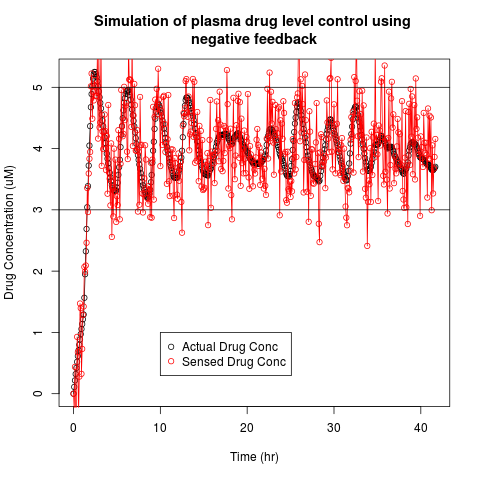 Simulation of plasma drug level control using
negative feedback
Drug Concentration (uM)
5
4
3
2
1
0
Actual Drug Conc
Sensed Drug Conc
0 10 20 30 40
Time (hr)